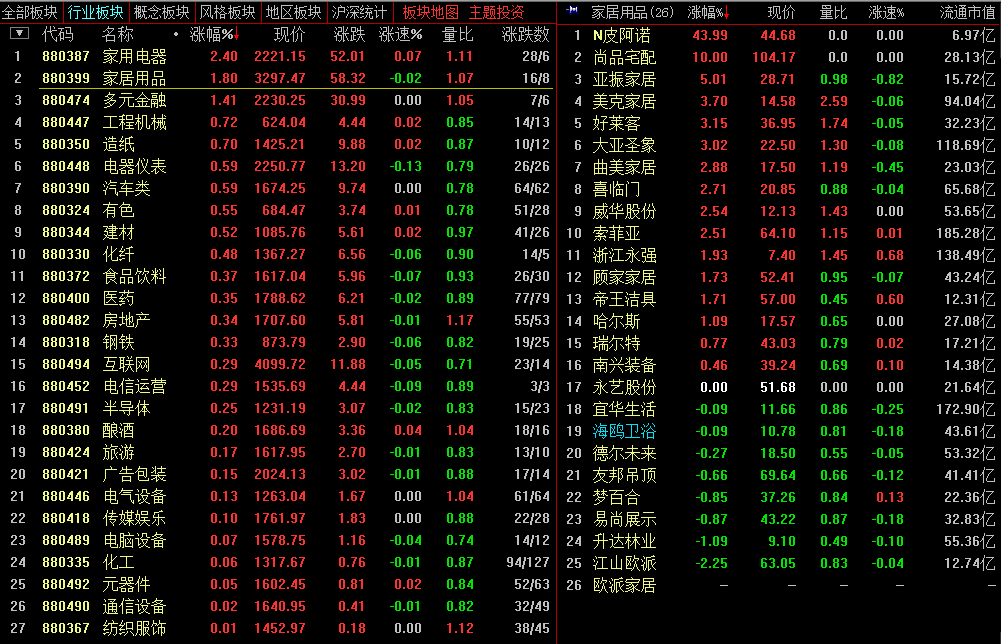 全部板块 行业板块 概念板块 风格板块 地区板块 沪深统计 板块地图 主题投资
代码 名称 涨幅%↓ 现价 涨跌 涨速% 量比 涨跌数
1 880387 家用电器 2.40 2221.15 52.01 0.07 1.11 28/6
2 880399 家居用品 1.80 3297.47 58.32 -0.02 1.07 16/8
3 880474 多元金融 1.41 2230.25 30.99 0.00 1.05 7/6
4 880447 工程机械 0.72 624.04 4.44 0.02 0.85 14/13
5 880350 造纸 0.70 1425.21 9.88 0.02 0.87 10/12
6 880448 电器仪表 0.59 2250.77 13.20 -0.13 0.79 26/26
7 880390 汽车类 0.59 1674.25 9.74 0.00 0.78 64/62
8 880324 有色 0.55 684.47 3.74 0.01 0.78 51/28
9 880344 建材 0.52 1085.76 5.61 0.02 0.97 41/26
10 880330 化纤 0.48 1367.27 6.56 -0.06 0.90 14/5
11 880372 食品饮料 0.37 1617.04 5.96 -0.07 0.93 26/30
12 880400 医药 0.35 1788.62 6.21 -0.02 0.89 77/79
13 880482 房地产 0.34 1707.60 5.81 -0.01 1.17 55/53
14 880318 钢铁 0.33 873.79 2.90 -0.06 0.82 19/25
15 880494 互联网 0.29 4099.72 11.88 -0.05 0.71 23/14
16 880452 电信运营 0.29 1535.69 4.44 -0.09 0.89 3/3
17 880491 半导体 0.25 1231.19 3.07 -0.02 0.83 15/23
18 880380 酿酒 0.20 1686.69 3.36 0.04 1.04 18/16
19 880424 旅游 0.17 1617.95 2.70 -0.01 0.83 13/10
20 880421 广告包装 0.15 2024.13 3.02 -0.01 0.88 17/14
21 880446 电气设备 0.13 1263.04 1.67 0.00 1.04 61/64
22 880418 传媒娱乐 0.10 1761.97 1.83 0.00 0.88 22/28
23 880489 电脑设备 0.07 1578.75 1.16 -0.04 0.74 14/12
24 880335 化工 0.06 1317.67 0.76 -0.01 0.87 94/127
25 880492 元器件 0.05 1602.45 0.81 0.02 0.84 52/63
26 880490 通信设备 0.02 1640.95 0.41 -0.01 0.82 32/49
27 880367 纺织服饰 0.01 1452.97 0.18 0.00 1.12 38/45
家居用品(26) 涨幅%↓ 现价 量比 涨速% 流通市值
1 N皮阿诺 43.99 44.68 0.0 0.00 6.97亿
2 尚品宅配 10.00 104.17 0.0 0.00 28.13亿
3 亚振家居 5.01 28.71 0.98 -0.82 15.72亿
4 美克家居 3.70 14.58 2.59 -0.06 94.04亿
5 好莱客 3.15 36.95 1.74 -0.05 32.23亿
6 大亚圣象 3.02 22.50 1.30 -0.08 118.69亿
7 曲美家居 2.88 17.50 1.19 -0.45 23.03亿
8 喜临门 2.71 20.85 0.88 -0.04 65.68亿
9 威华股份 2.54 12.13 1.43 0.00 53.65亿
10 索菲亚 2.51 64.10 1.15 0.01 185.28亿
11 浙江永强 1.93 7.40 1.45 0.68 138.49亿
12 顾家家居 1.73 52.41 0.95 -0.07 43.24亿
13 帝王洁具 1.71 57.00 0.45 0.60 12.31亿
14 哈尔斯 1.09 17.57 0.65 0.00 27.08亿
15 瑞尔特 0.77 43.03 0.79 0.02 17.21亿
16 南兴装备 0.46 39.24 0.69 0.10 14.38亿
17 永艺股份 0.00 51.68 0.00 0.00 21.64亿
18 宜华生活 -0.09 11.66 0.86 -0.25 172.90亿
19 海鸥卫浴 -0.09 10.78 0.81 -0.18 43.61亿
20 德尔未来 -0.27 18.50 0.55 -0.05 53.32亿
21 友邦吊顶 -0.66 69.64 0.66 -0.12 41.41亿
22 梦百合 -0.85 37.26 0.84 0.13 22.36亿
23 易尚展示 -0.87 43.22 0.87 -0.18 32.83亿
24 升达林业 -1.09 9.10 0.49 -0.10 55.36亿
25 江山欧派 -2.25 63.05 0.83 -0.04 12.74亿
26 欧派家居 — — — — —